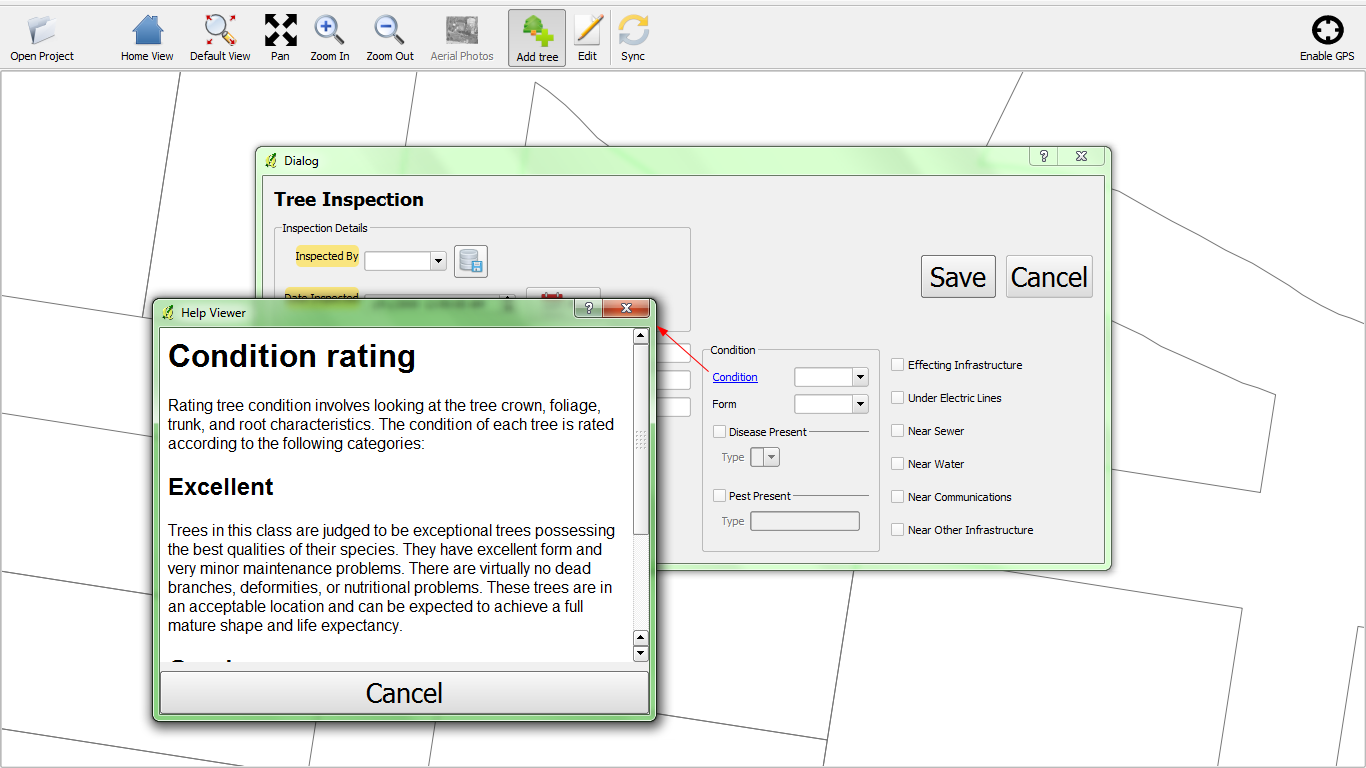 Open Project
Home View
Default View
Pan
Zoom In
Zoom Out
Aerial Photos
Add tree
Edit
Sync
Enable GPS
Dialog
?
Tree Inspection
Inspection Details
Inspected By
Date Inspected
Save
Cancel
Help Viewer
?
Condition rating
Rating tree condition involves looking at the tree crown, foliage,
trunk, and root characteristics. The condition of each tree is rated
according to the following categories:
Excellent
Trees in this class are judged to be exceptional trees possessing
the best qualities of their species. They have excellent form and
very minor maintenance problems. There are virtually no dead
branches, deformities, or nutritional problems. These trees are in
an acceptable location and can be expected to achieve a full
mature shape and life expectancy.
Cancel
Condition
Condition
Form
Disease Present
Type
Pest Present
Type
Effecting Infrastructure
Under Electric Lines
Near Sewer
Near Water
Near Communications
Near Other Infrastructure